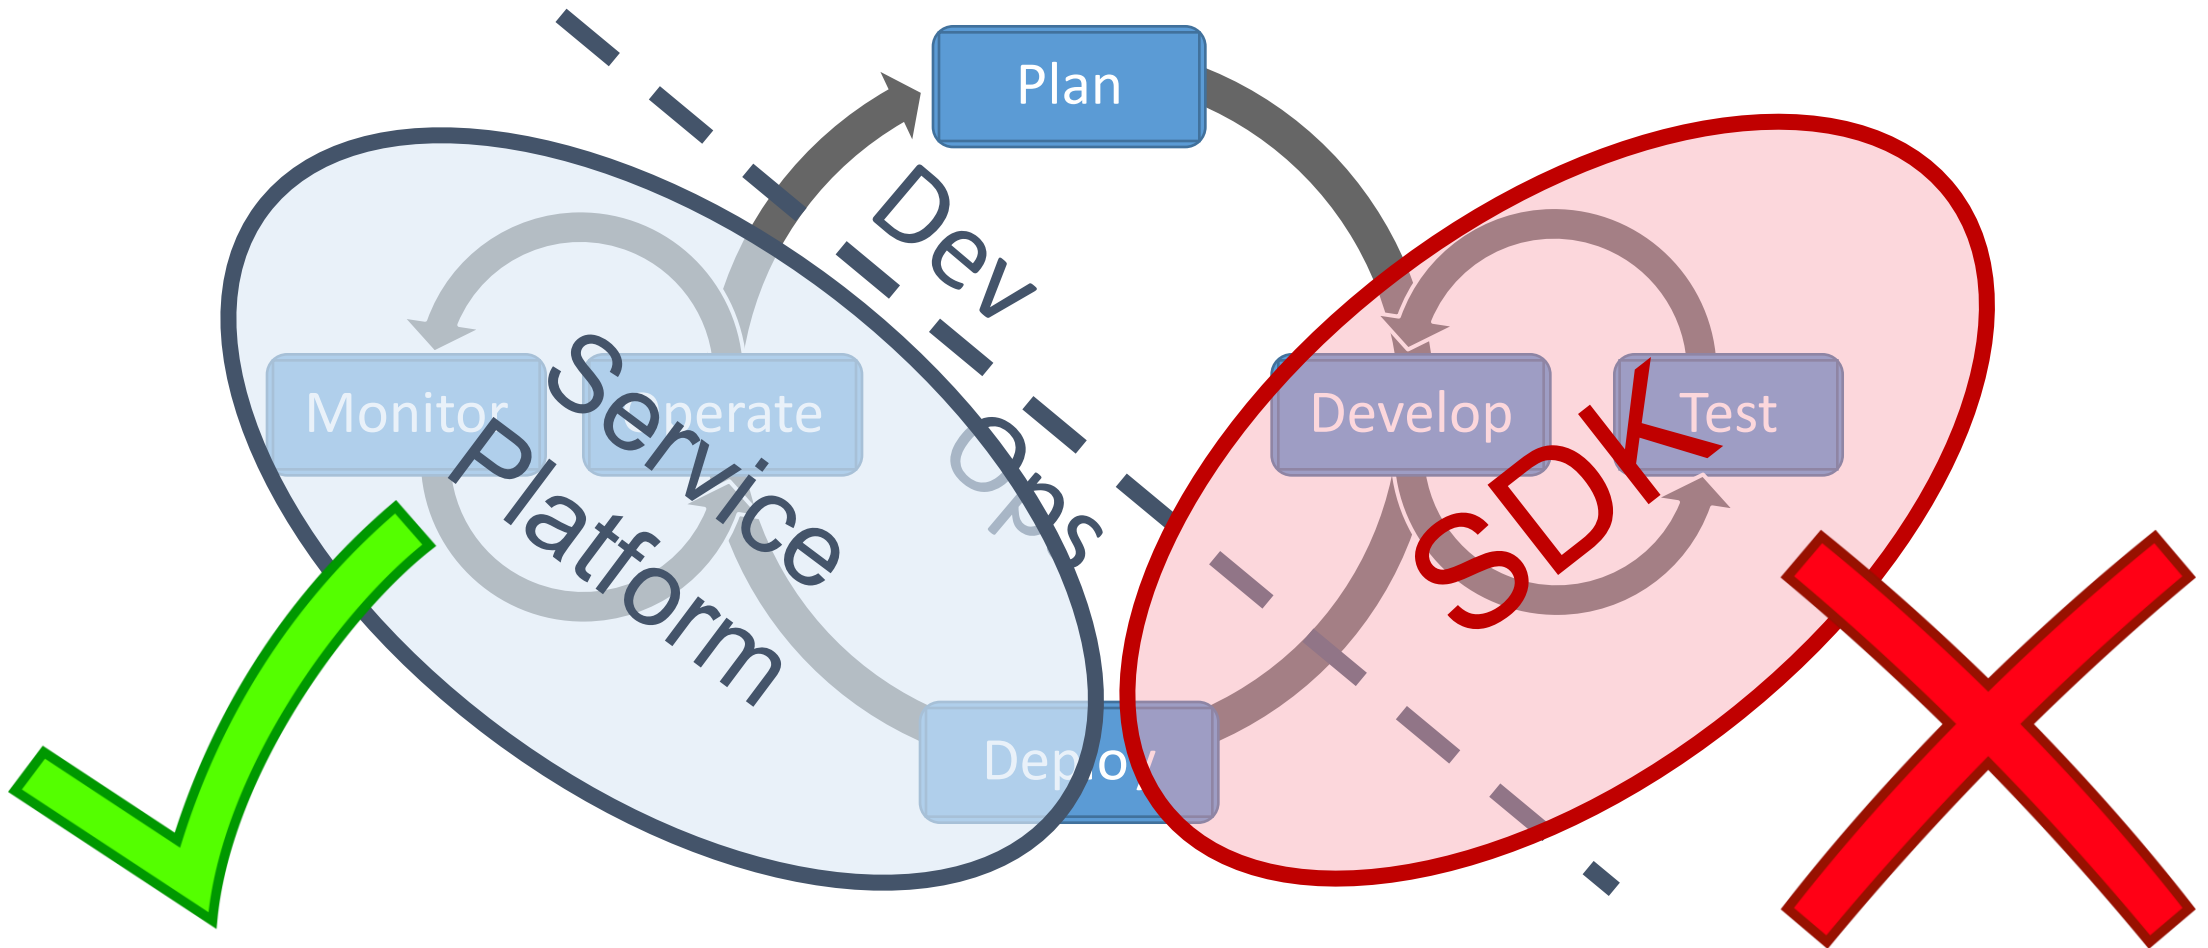 Plan
Dev
Ops
Monitor
Operate
Service
Platform
Develop
Test
SDK
Deploy